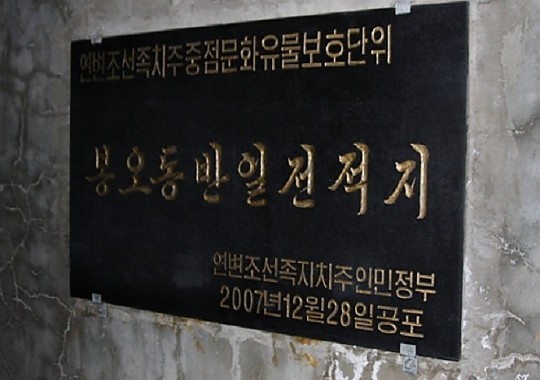 연변조선족치주중점문화유물보호단위
봉오동반일전적지
연변조선족자치주인민정부
2007년12월28일공포